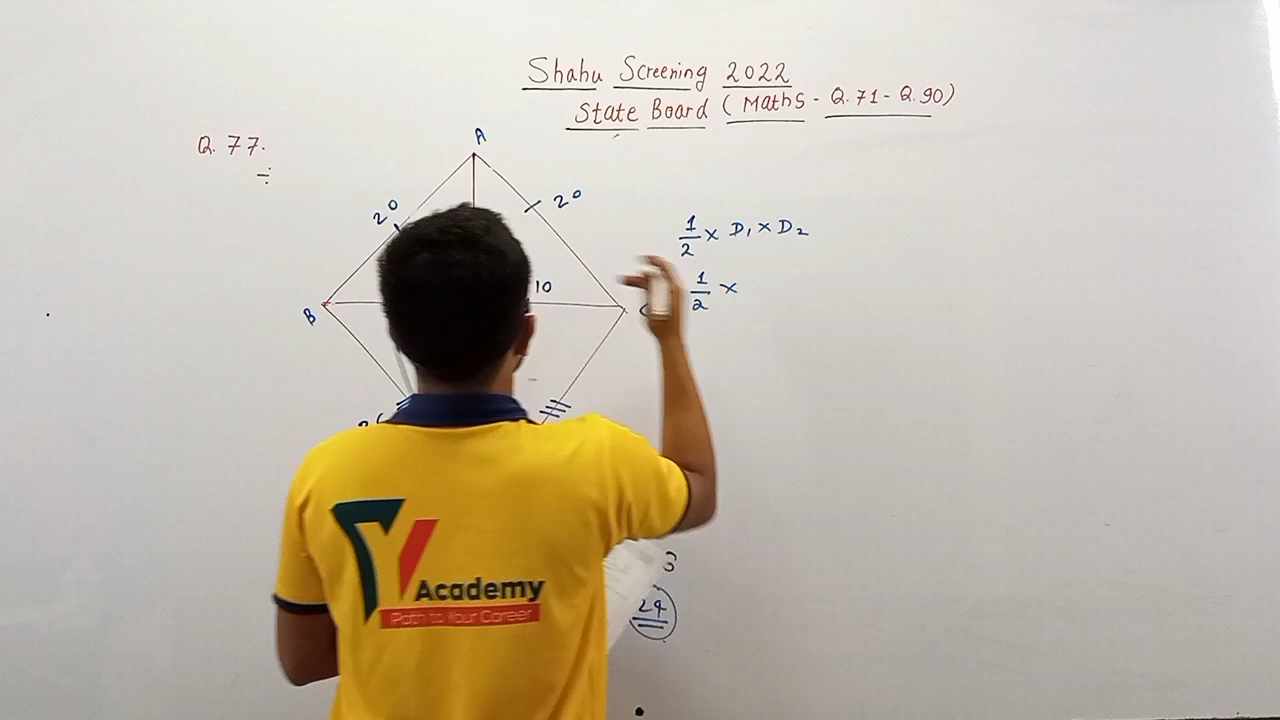 Shahu Screening 2022
State Board (Maths - Q.71 - Q.90)
Q. 77.
A
20
20
1/2 × D₁ × D₂
10
1/2 ×
B
24
Academy
Path to Your Career